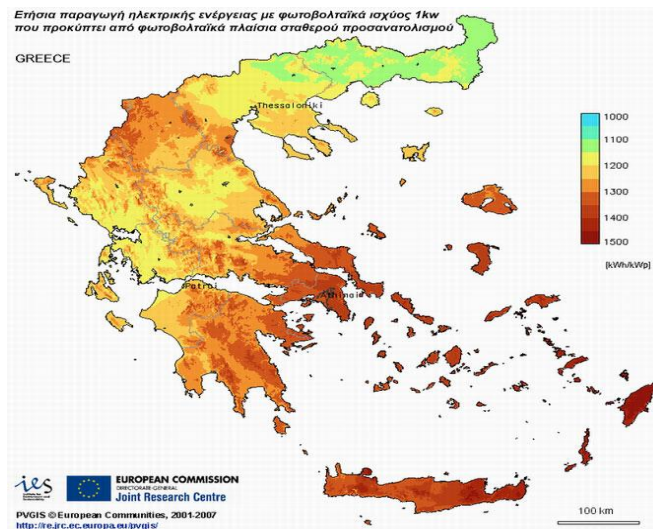 Ετήσια παραγωγή ηλεκτρικής ενέργειας με φωτοβολταϊκά ισχύος 1kw
που προκύπτει από φωτοβολταϊκά πλαίσια σταθερού προσανατολισμού
GREECE
Thessaloniki
1000
1100
1200
1300
1400
1500
[kWh/kWp]
Patrai
Athinai
ies
EUROPEAN COMMISSION
DIRECTORATE-GENERAL
Joint Research Centre
PVGIS © European Communities, 2001-2007
http://re.jrc.ec.europa.eu/pvgis/
100 km